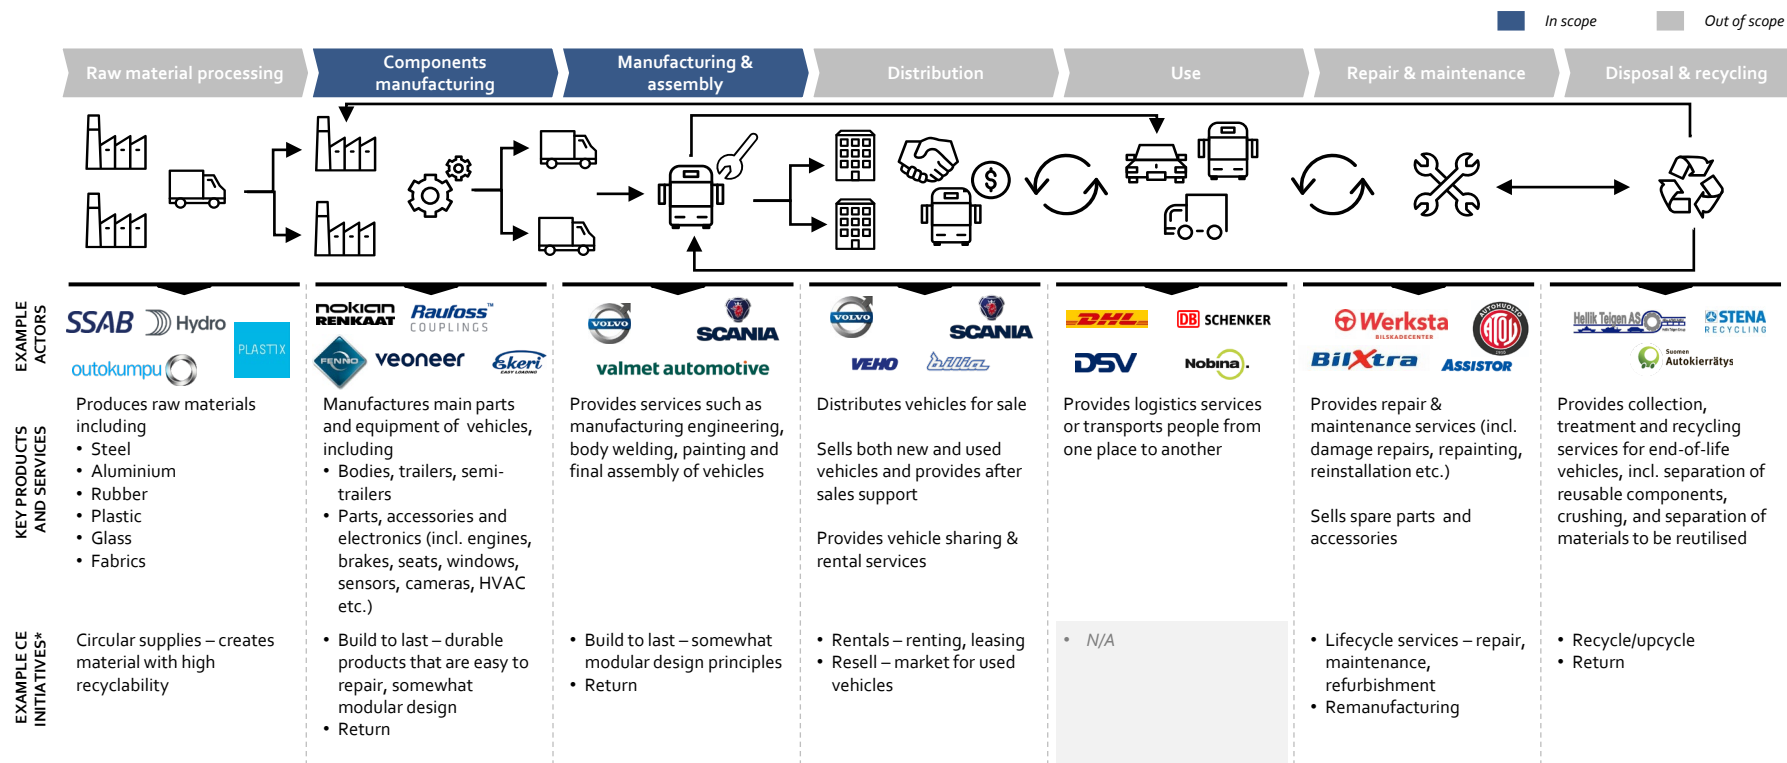 In scope
Out of scope
Raw material processing
Components
manufacturing
Manufacturing &
assembly
Distribution
Use
Repair & maintenance
Disposal & recycling
$
EXAMPLE
ACTORS
SSAB
Hydro
outokumpu
PLASTIX
nokian
RENKAAT
Raufoss™
COUPLINGS
FENNO
veoneer
Ekeri
EASY LOADING
VOLVO
SCANIA
valmet automotive
VOLVO
SCANIA
VEHO
bilia
DHL
DB SCHENKER
DSV
Nobina.
Werksta
BILSKADECENTER
AUTOHUOLTO
ATOY
BilXtra
ASSISTOR
Hellik Teigen AS
STENA
RECYCLING
Suomen
Autokierrätys
KEY PRODUCTS
AND SERVICES
Produces raw materials
including
• Steel
• Aluminium
• Rubber
• Plastic
• Glass
• Fabrics
Manufactures main parts
and equipment of vehicles,
including
• Bodies, trailers, semi-
trailers
• Parts, accessories and
electronics (incl. engines,
brakes, seats, windows,
sensors, cameras, HVAC
etc.)
Provides services such as
manufacturing engineering,
body welding, painting and
final assembly of vehicles
Distributes vehicles for sale
Sells both new and used
vehicles and provides after
sales support
Provides vehicle sharing &
rental services
Provides logistics services
or transports people from
one place to another
Provides repair &
maintenance services (incl.
damage repairs, repainting,
reinstallation etc.)
Sells spare parts and
accessories
Provides collection,
treatment and recycling
services for end-of-life
vehicles, incl. separation of
reusable components,
crushing, and separation of
materials to be reutilised
EXAMPLE CE
INITIATIVES*
Circular supplies – creates
material with high
recyclability
• Build to last – durable
products that are easy to
repair, somewhat
modular design
• Return
• Build to last – somewhat
modular design principles
• Return
• Rentals – renting, leasing
• Resell – market for used
vehicles
• N/A
• Lifecycle services – repair,
maintenance,
refurbishment
• Remanufacturing
• Recycle/upcycle
• Return